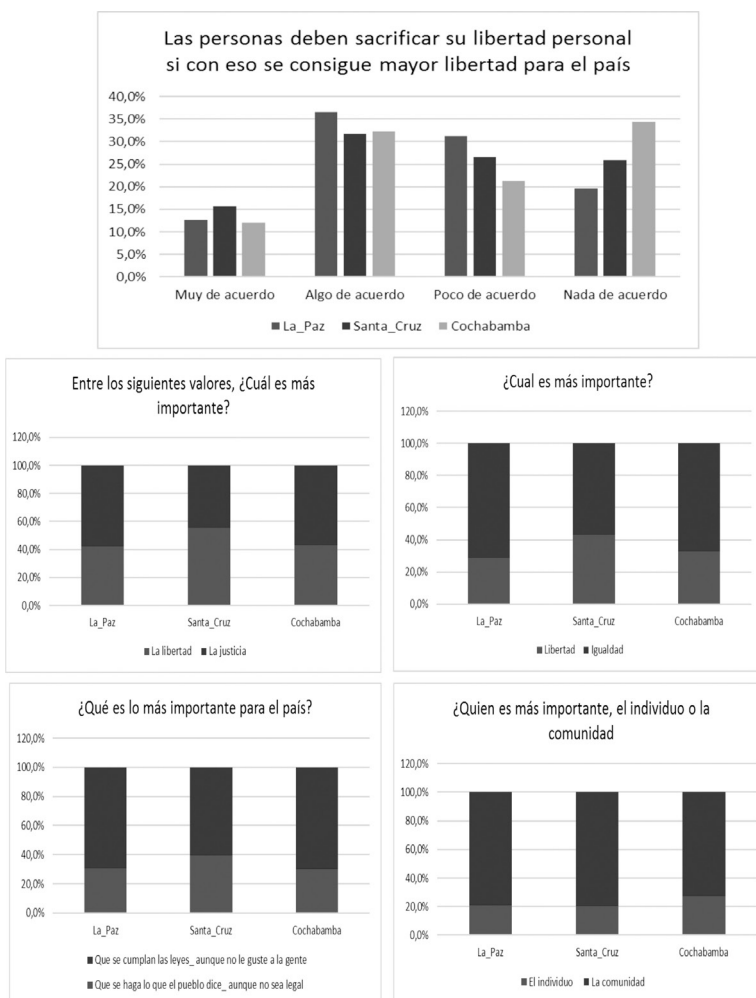 Las personas deben sacrificar su libertad personal
si con eso se consigue mayor libertad para el país
40,0%
35,0%
30,0%
25,0%
20,0%
15,0%
10,0%
5,0%
0,0%
Muy de acuerdo Algo de acuerdo Poco de acuerdo Nada de acuerdo
La_Paz Santa_Cruz Cochabamba
Entre los siguientes valores, ¿Cuál es más
importante?
120,0%
100,0%
80,0%
60,0%
40,0%
20,0%
0,0%
La_Paz Santa_Cruz Cochabamba
La libertad La justicia
¿Cual es más importante?
120,0%
100,0%
80,0%
60,0%
40,0%
20,0%
0,0%
La_Paz Santa_Cruz Cochabamba
Libertad Igualdad
¿Qué es lo más importante para el país?
120,0%
100,0%
80,0%
60,0%
40,0%
20,0%
0,0%
La_Paz Santa_Cruz Cochabamba
Que se cumplan las leyes_ aunque no le guste a la gente
Que se haga lo que el pueblo dice_ aunque no sea legal
¿Quien es más importante, el individuo o la
comunidad
120,0%
100,0%
80,0%
60,0%
40,0%
20,0%
0,0%
La_Paz Santa_Cruz Cochabamba
El individuo La comunidad